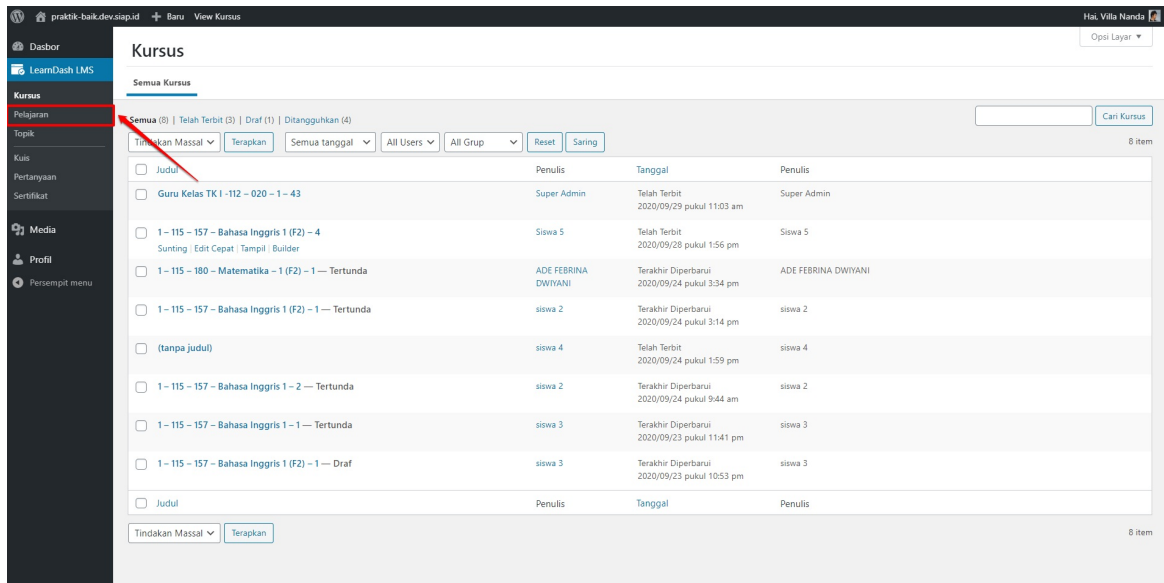 praktik-baik.dev.siap.id + Baru View Kursus
Hai, Villa Nanda
Opsi Layar ▼
Dasbor
LearnDash LMS
Kursus
Pelajaran
Topik
Kuis
Pertanyaan
Sertifikat
Media
Profil
Persempit menu
Kursus
Semua Kursus
Semua (8) | Telah Terbit (3) | Draf (1) | Ditangguhkan (4)
Cari Kursus
Tindakan Massal Terapkan Semua tanggal All Users All Grup Reset Saring
8 item
Judul Penulis Tanggal Penulis
Guru Kelas TK I -112 – 020 – 1 – 43 Super Admin Telah Terbit Super Admin
2020/09/29 pukul 11:03 am
1 – 115 – 157 – Bahasa Inggris 1 (F2) – 4 Siswa 5 Telah Terbit Siswa 5
Sunting | Edit Cepat | Tampil | Builder 2020/09/28 pukul 1:56 pm
1 – 115 – 180 – Matematika – 1 (F2) – 1 — Tertunda ADE FEBRINA Terakhir Diperbarui ADE FEBRINA DWIYANI
DWIYANI 2020/09/24 pukul 3:34 pm
1 – 115 – 157 – Bahasa Inggris 1 (F2) – 1 — Tertunda siswa 2 Terakhir Diperbarui siswa 2
2020/09/24 pukul 3:14 pm
(tanpa judul) siswa 4 Telah Terbit siswa 4
2020/09/24 pukul 1:59 pm
1 – 115 – 157 – Bahasa Inggris 1 – 2 — Tertunda siswa 2 Terakhir Diperbarui siswa 2
2020/09/24 pukul 9:44 am
1 – 115 – 157 – Bahasa Inggris 1 – 1 — Tertunda siswa 3 Terakhir Diperbarui siswa 3
2020/09/23 pukul 11:41 pm
1 – 115 – 157 – Bahasa Inggris 1 (F2) – 1 — Draf siswa 3 Terakhir Diperbarui siswa 3
2020/09/23 pukul 10:53 pm
Judul Penulis Tanggal Penulis
Tindakan Massal Terapkan
8 item